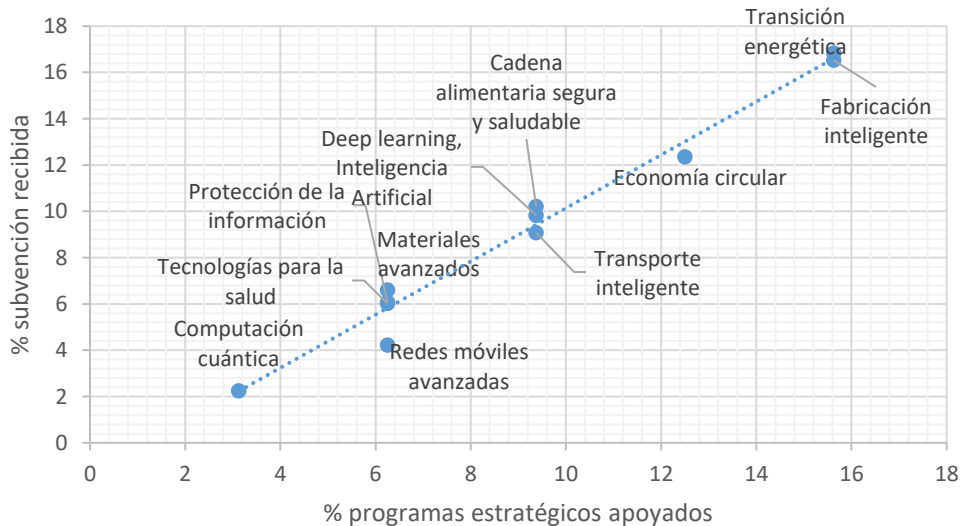 % subvención recibida
18
16
14
12
10
8
6
4
2
0
Transición
energética
Cadena
alimentaria segura
y saludable
Fabricación
inteligente
Deep learning,
Inteligencia
Artificial
Economía circular
Protección de la
información
Materiales
avanzados
Transporte
inteligente
Tecnologías para la
salud
Computación
cuántica
Redes móviles
avanzadas
0 2 4 6 8 10 12 14 16 18
% programas estratégicos apoyados